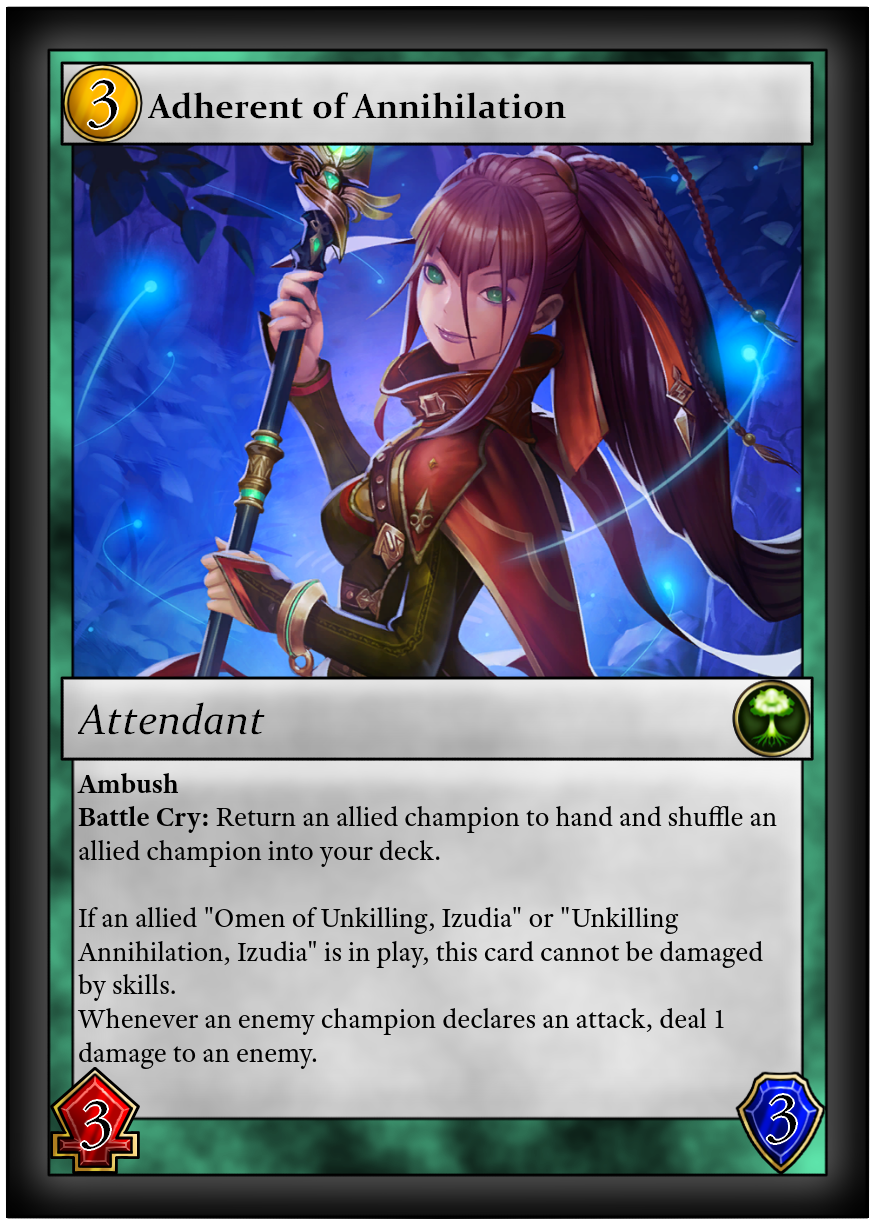 3 Adherent of Annihilation
Attendant
Ambush
Battle Cry: Return an allied champion to hand and shuffle an
allied champion into your deck.
If an allied "Omen of Unkilling, Izudia" or "Unkilling
Annihilation, Izudia" is in play, this card cannot be damaged
by skills.
Whenever an enemy champion declares an attack, deal 1
damage to an enemy.
3 3